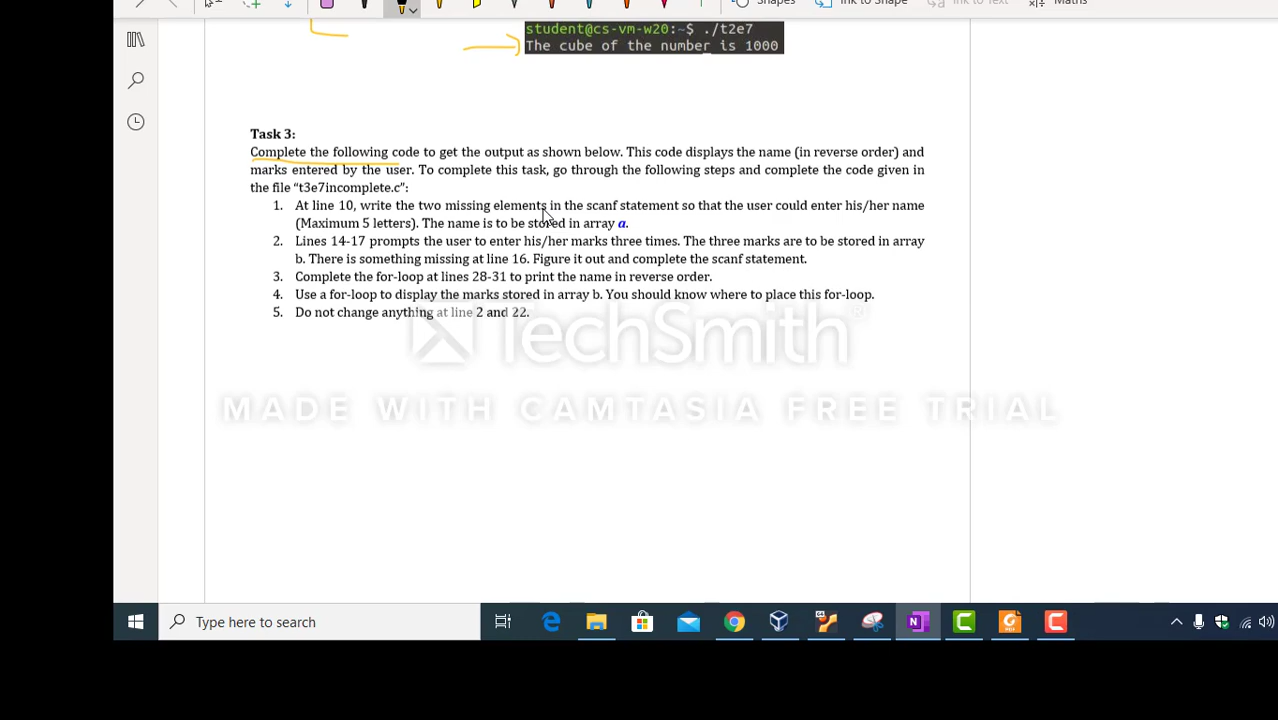 Shapes
Ink to Shape
Ink to Text
Maths
student@cs-vm-w20:~$ ./t2e7
The cube of the number is 1000
Task 3:
Complete the following code to get the output as shown below. This code displays the name (in reverse order) and
marks entered by the user. To complete this task, go through the following steps and complete the code given in
the file “t3e7incomplete.c”:
1. At line 10, write the two missing elements in the scanf statement so that the user could enter his/her name
(Maximum 5 letters). The name is to be stored in array a.
2. Lines 14-17 prompts the user to enter his/her marks three times. The three marks are to be stored in array
b. There is something missing at line 16. Figure it out and complete the scanf statement.
3. Complete the for-loop at lines 28-31 to print the name in reverse order.
4. Use a for-loop to display the marks stored in array b. You should know where to place this for-loop.
5. Do not change anything at line 2 and 22.
TechSmith®
MADE WITH CAMTASIA FREE TRIAL
Type here to search